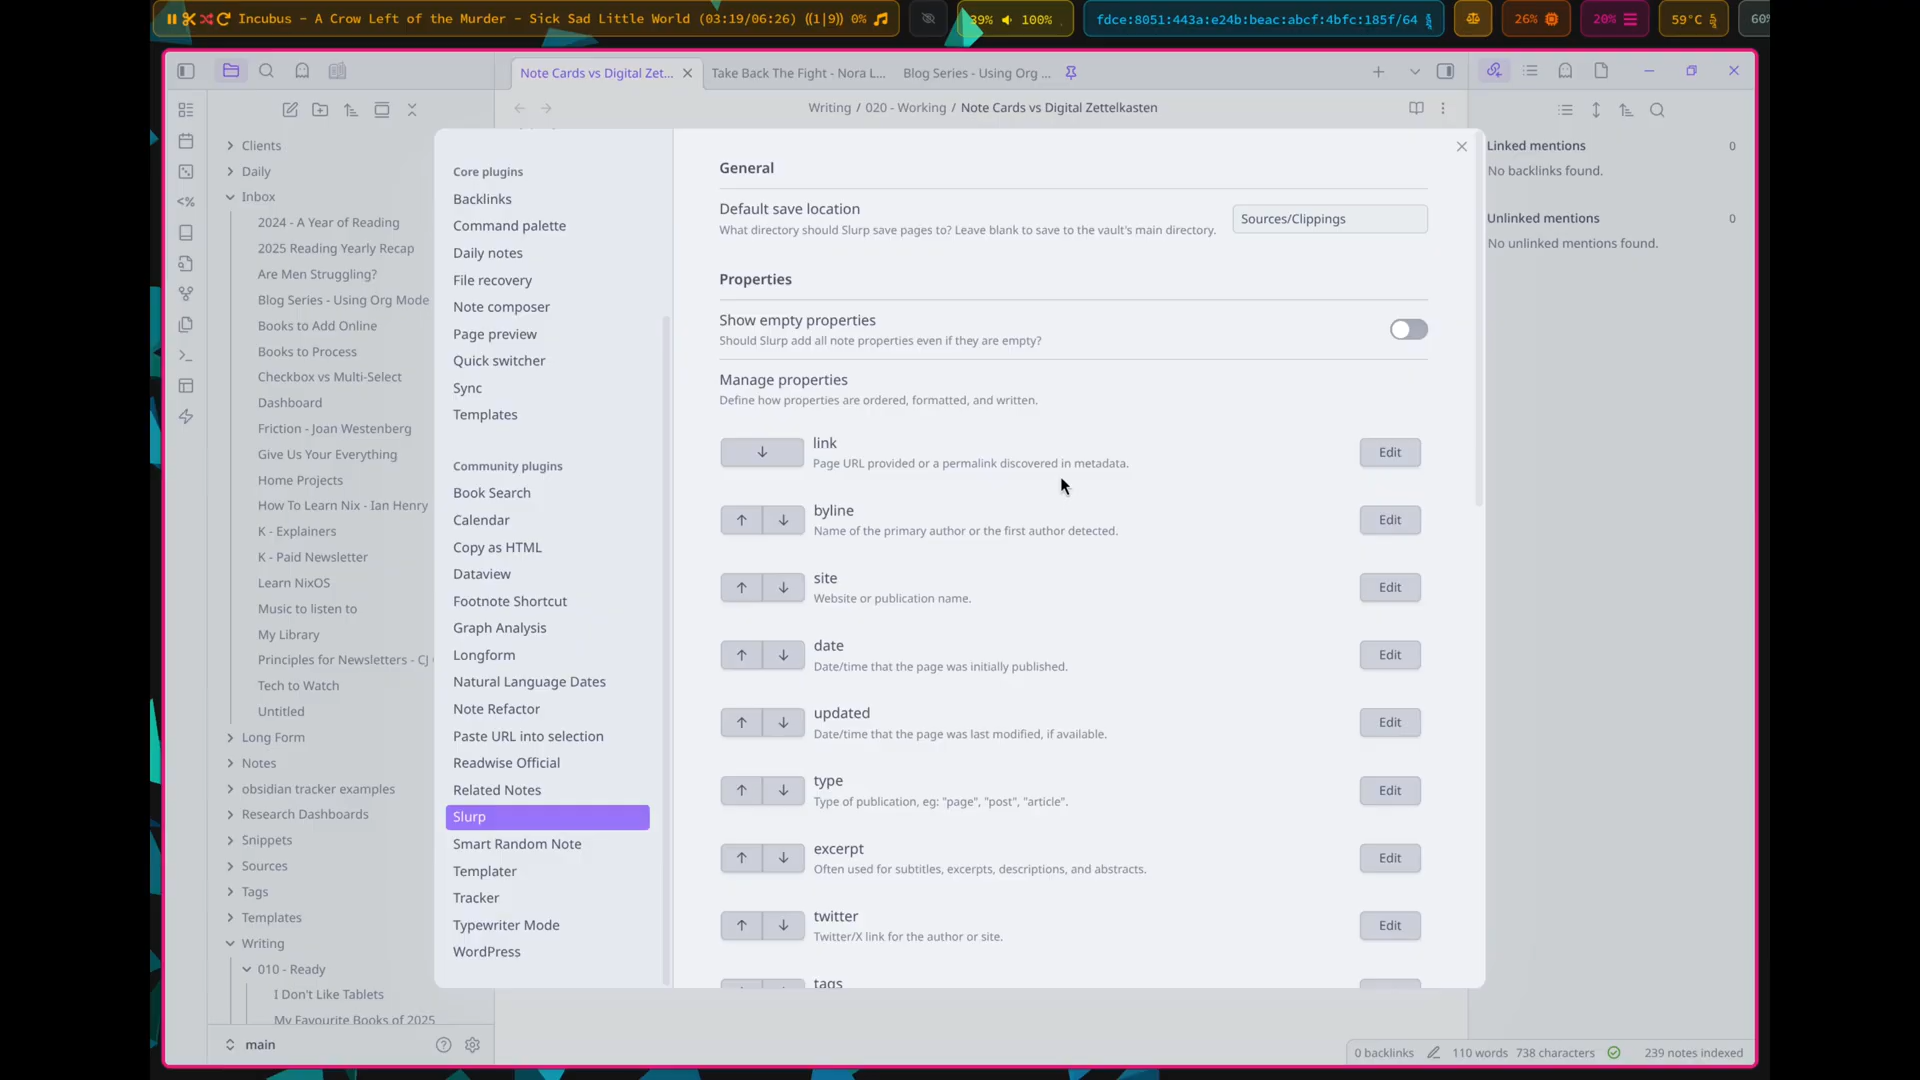 Incubus - A Crow Left of the Murder - Sick Sad Little World (03:19/06:26) ((1|9) 0%
39% 100%
fdce:8051:443a:e24b:beac:abcf:4bfc:185f/64
26%
20%
59°C
60%
Note Cards vs Digital Zet...
Take Back The Fight - Nora L...
Blog Series - Using Org ...
Writing / 020 - Working / Note Cards vs Digital Zettelkasten
Clients
Daily
Inbox
2024 - A Year of Reading
2025 Reading Yearly Recap
Are Men Struggling?
Blog Series - Using Org Mode
Books to Add Online
Books to Process
Checkbox vs Multi-Select
Dashboard
Friction - Joan Westenberg
Give Us Your Everything
Home Projects
How To Learn Nix - Ian Henry
K - Explainers
K - Paid Newsletter
Learn NixOS
Music to listen to
My Library
Principles for Newsletters - CJ
Tech to Watch
Untitled
Long Form
Notes
obsidian tracker examples
Research Dashboards
Snippets
Sources
Tags
Templates
Writing
010 - Ready
I Don't Like Tablets
My Favourite Books of 2025
main
Core plugins
Backlinks
Command palette
Daily notes
File recovery
Note composer
Page preview
Quick switcher
Sync
Templates
Community plugins
Book Search
Calendar
Copy as HTML
Dataview
Footnote Shortcut
Graph Analysis
Longform
Natural Language Dates
Note Refactor
Paste URL into selection
Readwise Official
Related Notes
Slurp
Smart Random Note
Templater
Tracker
Typewriter Mode
WordPress
General
Default save location
What directory should Slurp save pages to? Leave blank to save to the vault's main directory.
Sources/Clippings
Properties
Show empty properties
Should Slurp add all note properties even if they are empty?
Manage properties
Define how properties are ordered, formatted, and written.
link
Page URL provided or a permalink discovered in metadata.
Edit
byline
Name of the primary author or the first author detected.
Edit
site
Website or publication name.
Edit
date
Date/time that the page was initially published.
Edit
updated
Date/time that the page was last modified, if available.
Edit
type
Type of publication, eg: "page", "post", "article".
Edit
excerpt
Often used for subtitles, excerpts, descriptions, and abstracts.
Edit
twitter
Twitter/X link for the author or site.
Edit
tags
Linked mentions 0
No backlinks found.
Unlinked mentions 0
No unlinked mentions found.
0 backlinks 110 words 738 characters 239 notes indexed